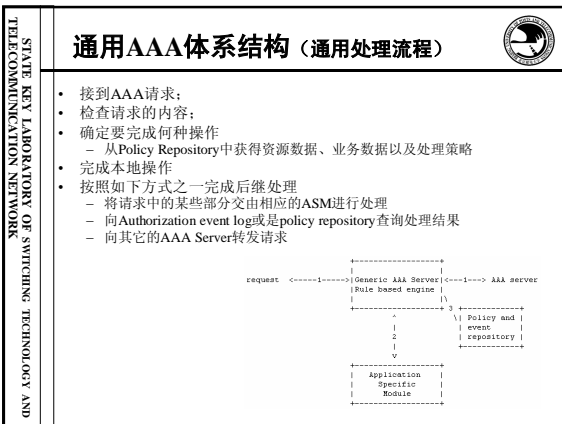 STATE KEY LABORATORY OF SWITCHING TECHNOLOGY AND
TELECOMMUNICATION NETWORK
通用AAA体系结构（通用处理流程）
• 接到AAA请求；
• 检查请求的内容；
• 确定要完成何种操作
– 从Policy Repository中获得资源数据、业务数据以及处理策略
• 完成本地操作
• 按照如下方式之一完成后继处理
– 将请求中的某些部分交由相应的ASM进行处理
– 向Authorization event log或是policy repository查询处理结果
– 向其它的AAA Server转发请求
+------------------+
| |
request <-----1----->|Generic AAA Server|<---1---> AAA server
|Rule based engine |
| |\
+------------------+ 3 +------------+
^ \| Policy and |
| | event |
2 | repository |
| +------------+
v
+------------------+
| Application |
| Specific |
| Module |
+------------------+